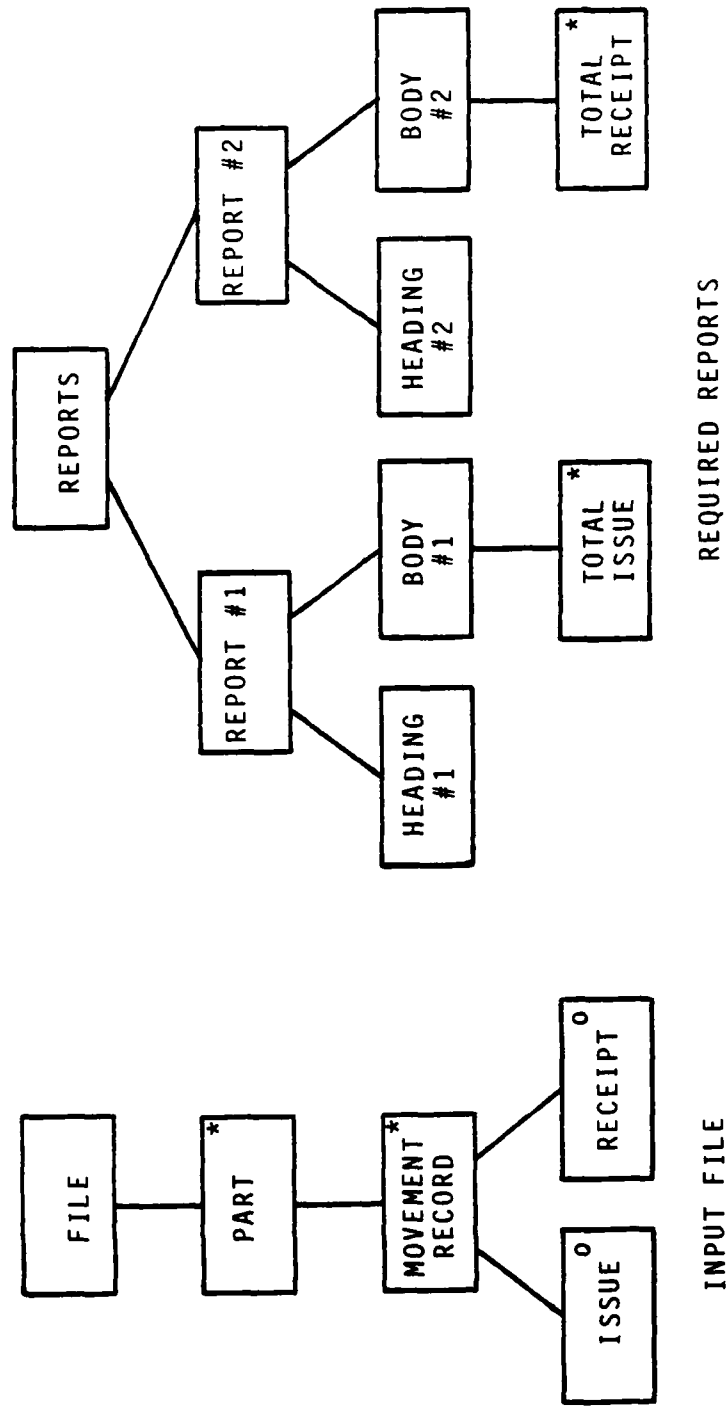 FILE
PART *
MOVEMENT *
RECORD
ISSUE o
RECEIPT o
INPUT FILE
REPORTS
REPORT #1
REPORT #2
HEADING
#1
BODY
#1
HEADING
#2
BODY
#2
TOTAL *
ISSUE
TOTAL *
RECEIPT
REQUIRED REPORTS